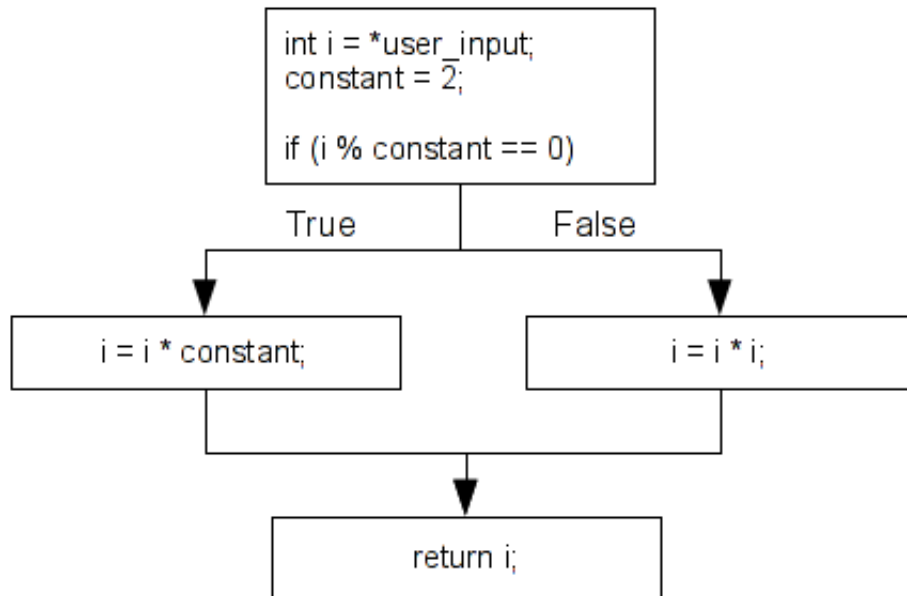 int i = *user_input;
constant = 2;
if (i % constant == 0)
True
False
i = i * constant;
i = i * i;
return i;